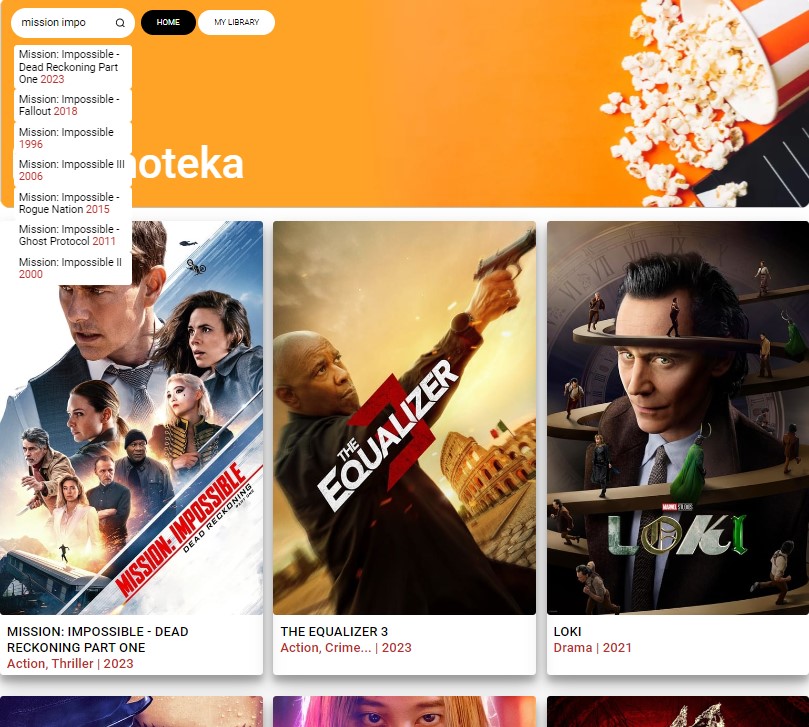 mission impo
HOME
MY LIBRARY
Mission: Impossible -
Dead Reckoning Part
One 2023
Mission: Impossible -
Fallout 2018
Mission: Impossible
1996
Mission: Impossible III
2006
Mission: Impossible -
Rogue Nation 2015
Mission: Impossible -
Ghost Protocol 2011
Mission: Impossible II
2000
noteka
MISSION: IMPOSSIBLE
DEAD RECKONING
PART ONE
THE
EQUALIZER
3
XI XII I
MARVEL STUDIOS
LOKI
MISSION: IMPOSSIBLE - DEAD
RECKONING PART ONE
Action, Thriller | 2023
THE EQUALIZER 3
Action, Crime... | 2023
LOKI
Drama | 2021